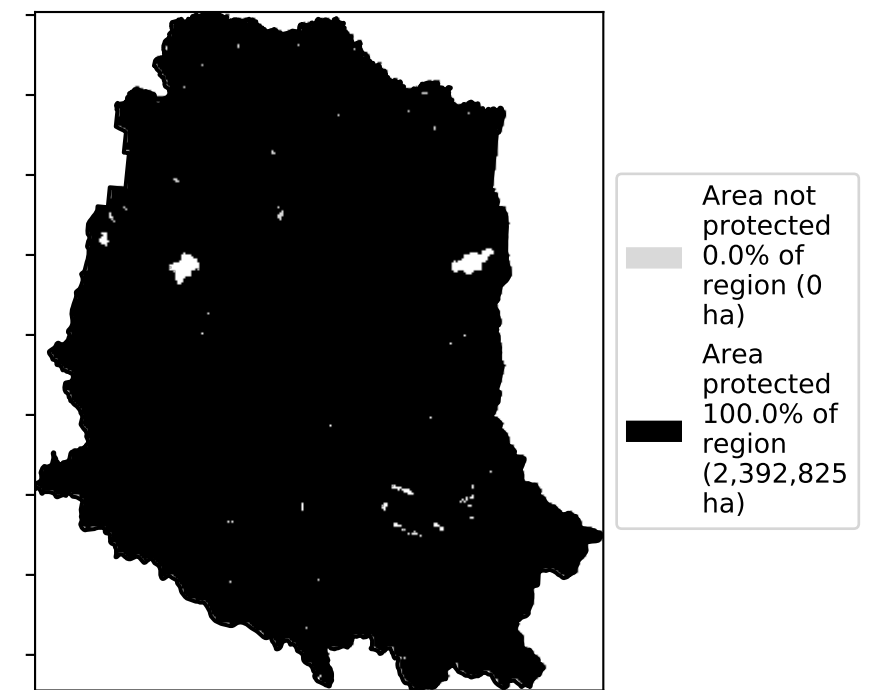 Area not
protected
0.0% of
region (0
ha)
Area
protected
100.0% of
region
(2,392,825
ha)